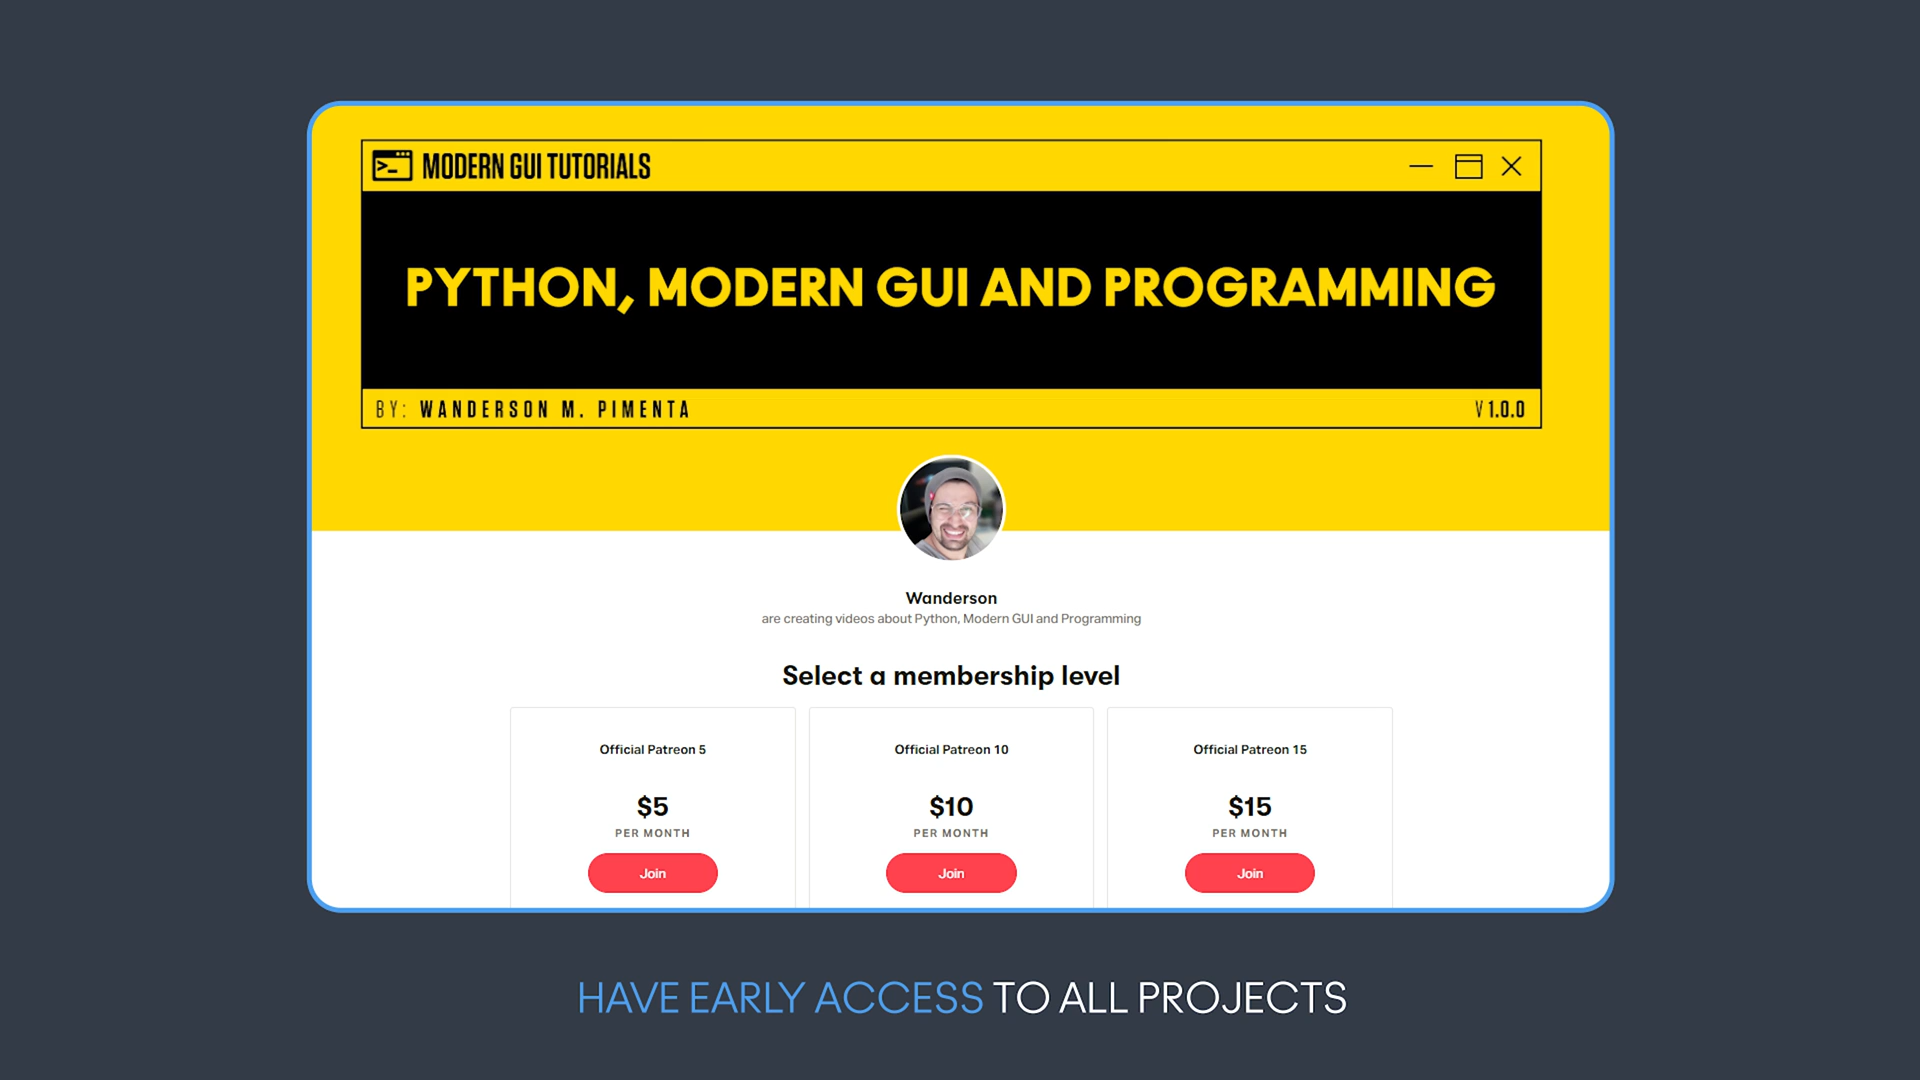 MODERN GUI TUTORIALS
PYTHON, MODERN GUI AND PROGRAMMING
BY: WANDERSON M. PIMENTA
V 1.0.0
Wanderson
are creating videos about Python, Modern GUI and Programming
Select a membership level
Official Patreon 5
$5
PER MONTH
Join
Official Patreon 10
$10
PER MONTH
Join
Official Patreon 15
$15
PER MONTH
Join
HAVE EARLY ACCESS TO ALL PROJECTS